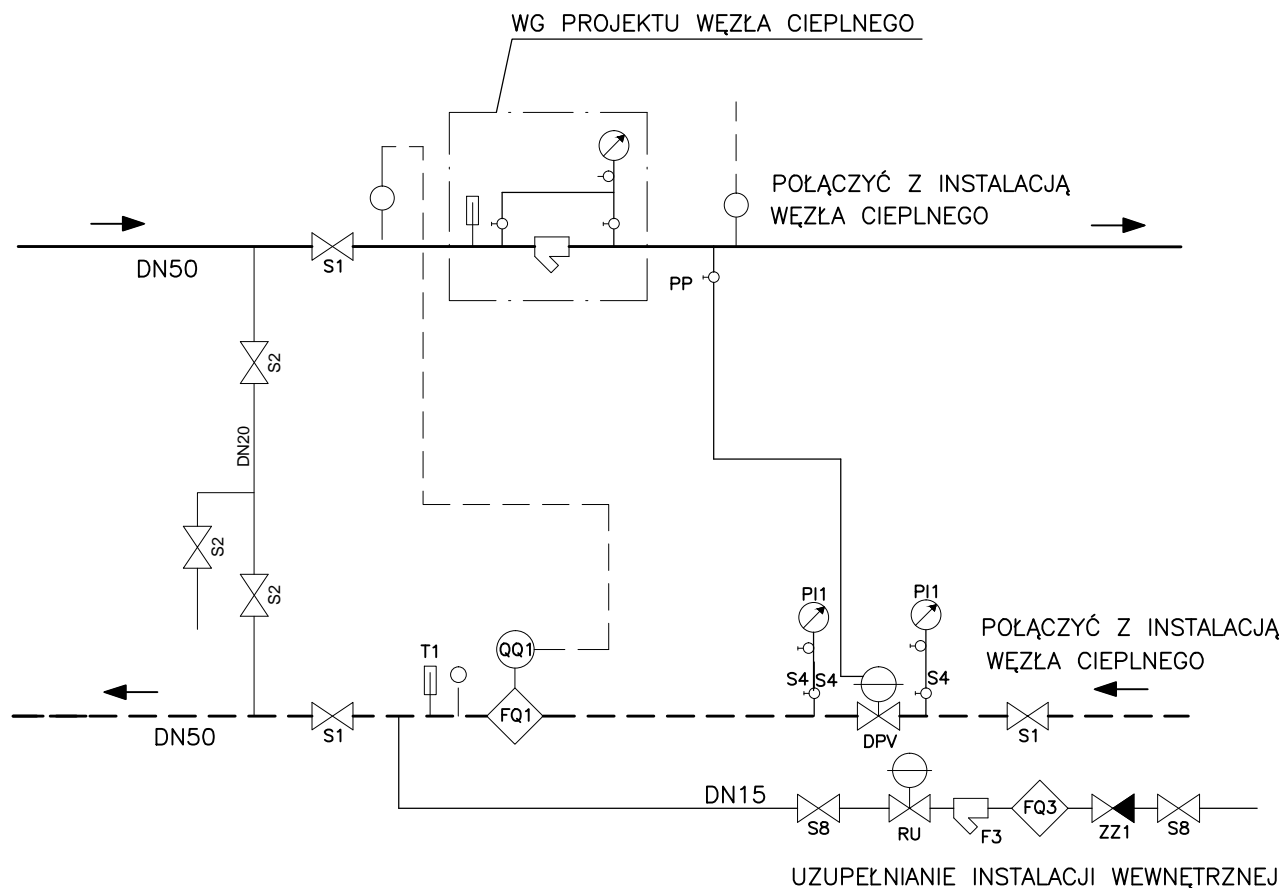 WG PROJEKTU WĘZŁA CIEPLNEGO
POŁĄCZYĆ Z INSTALACJĄ
WĘZŁA CIEPLNEGO
DN50
S1
PP
S2
DN20
S2
S2
PI1
PI1
POŁĄCZYĆ Z INSTALACJĄ
WĘZŁA CIEPLNEGO
T1
QQ1
S4
S4
S4
FQ1
DN50
S1
DPV
S1
DN15
S8
RU
F3
FQ3
ZZ1
S8
UZUPEŁNIANIE INSTALACJI WEWNĘTRZNEJ